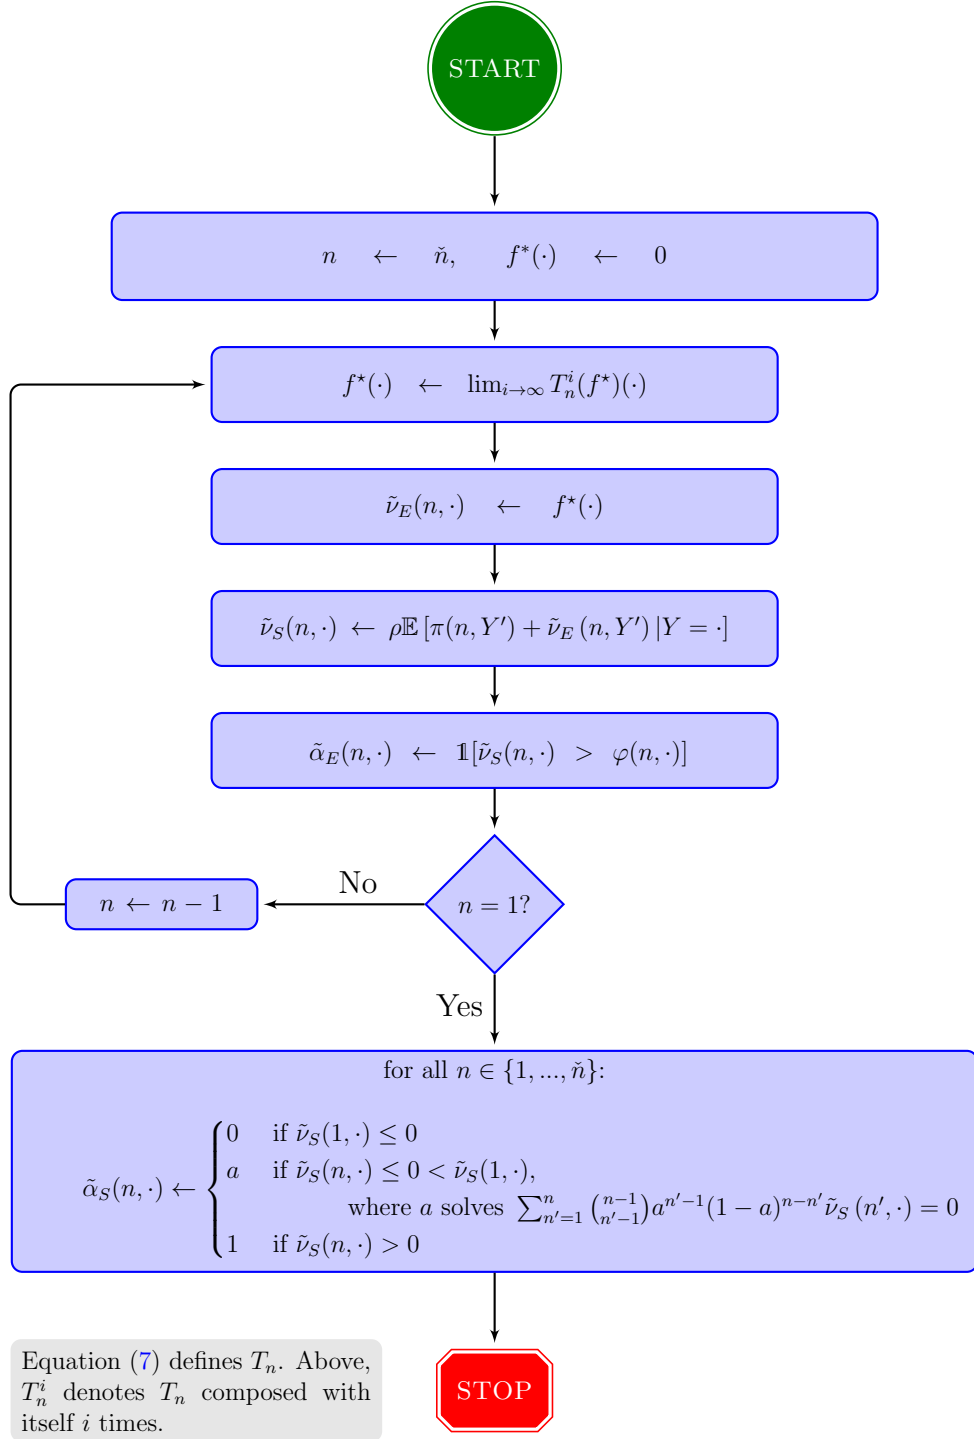 START
n ← ň, f*(·) ← 0
f⋆(·) ← lim_{i→∞} T_n^i(f⋆)(·)
ν̃_E(n, ·) ← f⋆(·)
ν̃_S(n, ·) ← ρ𝔼 [π(n, Y′) + ν̃_E (n, Y′) |Y = ·]
α̃_E(n, ·) ← 𝟙[ν̃_S(n, ·) > φ(n, ·)]
No
n ← n − 1
n = 1?
Yes
for all n ∈ {1, ..., ň}:
α̃_S(n, ·) ← {
0 if ν̃_S(1, ·) ≤ 0
a if ν̃_S(n, ·) ≤ 0 < ν̃_S(1, ·),
where a solves ∑_{n′=1}^{n} \binom{n−1}{n′−1} a^{n′−1}(1 − a)^{n−n′} ν̃_S (n′, ·) = 0
1 if ν̃_S(n, ·) > 0
Equation (7) defines T_n. Above,
T_n^i denotes T_n composed with
itself i times.
STOP